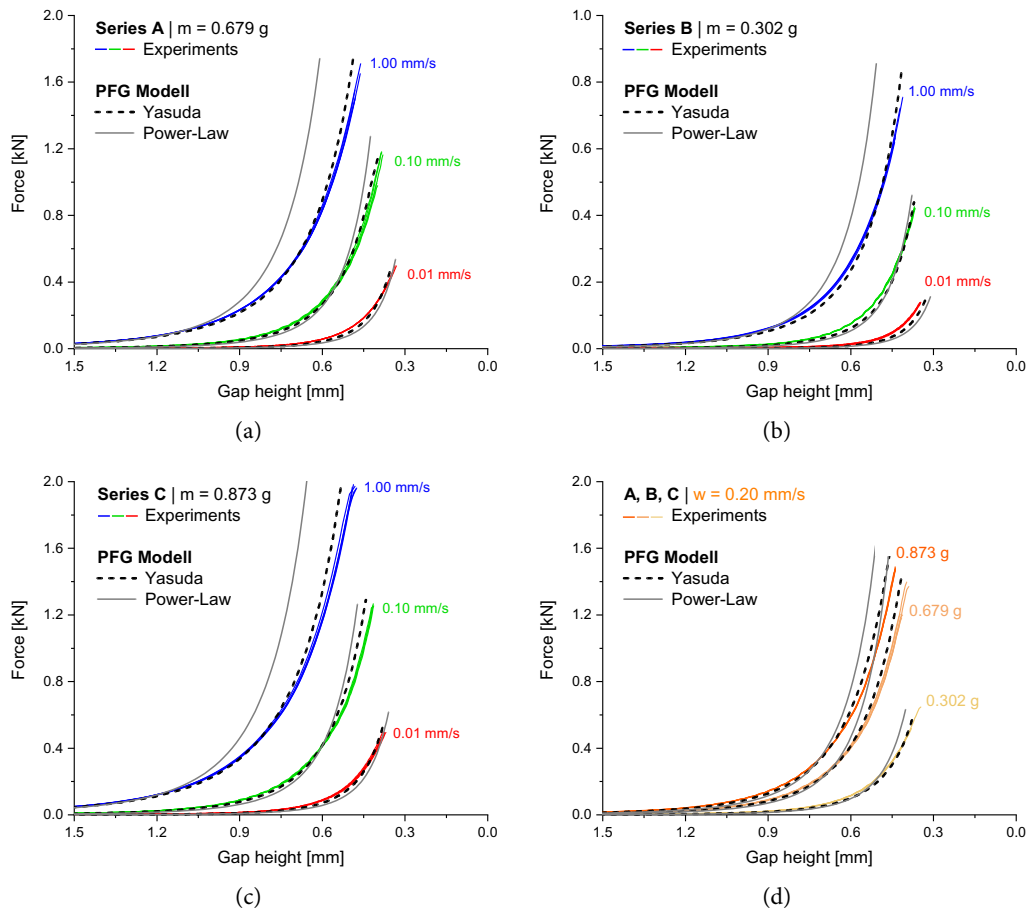 Series A | m = 0.679 g
Experiments
PFG Modell
Yasuda
Power-Law
1.00 mm/s
0.10 mm/s
0.01 mm/s
Force [kN]
2.0
1.6
1.2
0.8
0.4
0.0
1.5 1.2 0.9 0.6 0.3 0.0
Gap height [mm]
(a)
Series B | m = 0.302 g
Experiments
PFG Modell
Yasuda
Power-Law
1.00 mm/s
0.10 mm/s
0.01 mm/s
Force [kN]
1.0
0.8
0.6
0.4
0.2
0.0
1.5 1.2 0.9 0.6 0.3 0.0
Gap height [mm]
(b)
Series C | m = 0.873 g
Experiments
PFG Modell
Yasuda
Power-Law
1.00 mm/s
0.10 mm/s
0.01 mm/s
Force [kN]
2.0
1.6
1.2
0.8
0.4
0.0
1.5 1.2 0.9 0.6 0.3 0.0
Gap height [mm]
(c)
A, B, C | w = 0.20 mm/s
Experiments
PFG Modell
Yasuda
Power-Law
0.873 g
0.679 g
0.302 g
Force [kN]
2.0
1.6
1.2
0.8
0.4
0.0
1.5 1.2 0.9 0.6 0.3 0.0
Gap height [mm]
(d)